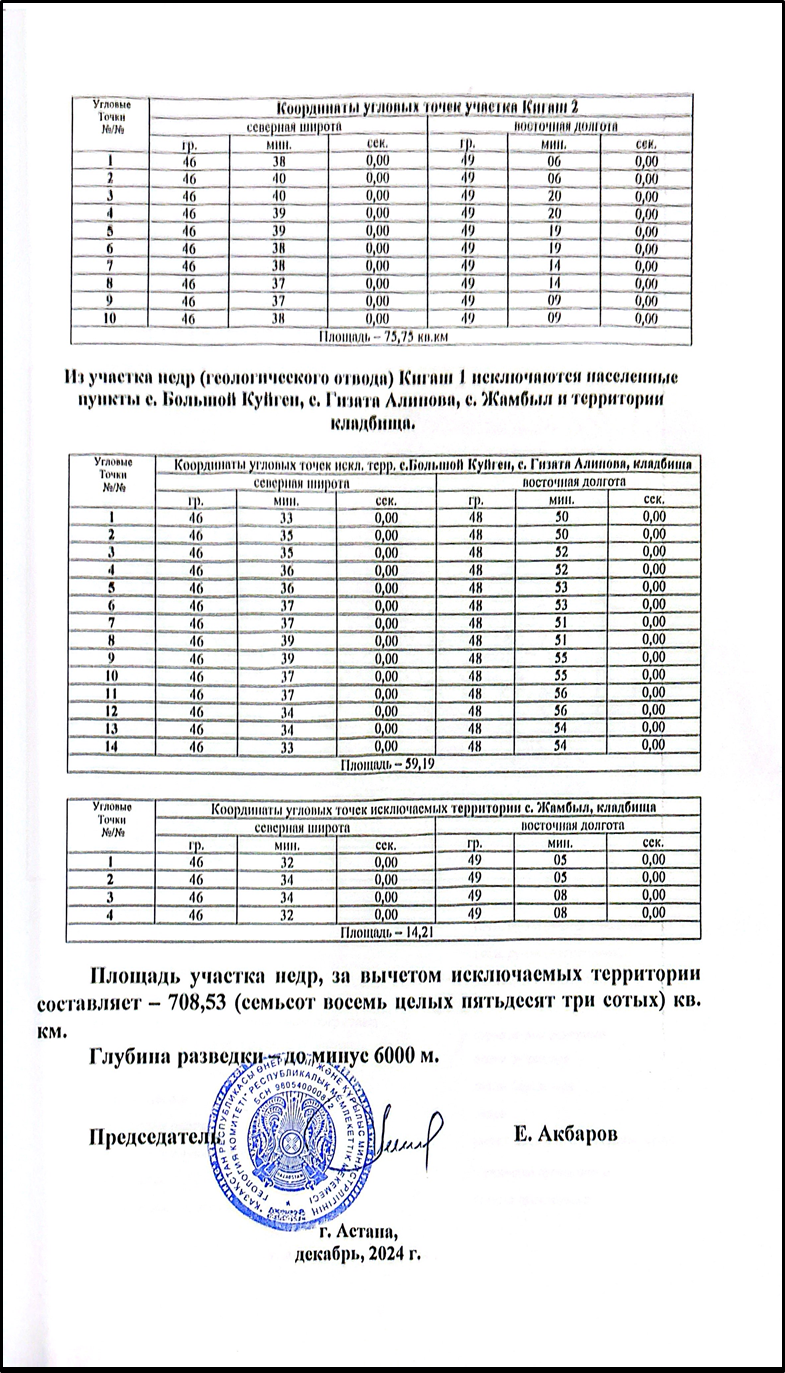 Угловые Точки №/№ Координаты угловых точек участка Кигаш 2
северная широта восточная долгота
гр. мин. сек. гр. мин. сек.
1 46 38 0,00 49 06 0,00
2 46 40 0,00 49 06 0,00
3 46 40 0,00 49 20 0,00
4 46 39 0,00 49 20 0,00
5 46 39 0,00 49 19 0,00
6 46 38 0,00 49 19 0,00
7 46 38 0,00 49 14 0,00
8 46 37 0,00 49 14 0,00
9 46 37 0,00 49 09 0,00
10 46 38 0,00 49 09 0,00
Площадь – 75,75 кв.км
Из участка недр (геологического отвода) Кигаш 1 исключаются населенные
пункты с. Большой Куйген, с. Гизата Алипова, с. Жамбыл и территории
кладбища.
Угловые Точки №/№ Координаты угловых точек искл. терр. с.Большой Куйген, с. Гизата Алипова, кладбища
северная широта восточная долгота
гр. мин. сек. гр. мин. сек.
1 46 33 0,00 48 50 0,00
2 46 35 0,00 48 50 0,00
3 46 35 0,00 48 52 0,00
4 46 36 0,00 48 52 0,00
5 46 36 0,00 48 53 0,00
6 46 37 0,00 48 53 0,00
7 46 37 0,00 48 51 0,00
8 46 39 0,00 48 51 0,00
9 46 39 0,00 48 55 0,00
10 46 37 0,00 48 55 0,00
11 46 37 0,00 48 56 0,00
12 46 34 0,00 48 56 0,00
13 46 34 0,00 48 54 0,00
14 46 33 0,00 48 54 0,00
Площадь – 59,19
Угловые Точки №/№ Координаты угловых точек исключаемых территории с. Жамбыл, кладбища
северная широта восточная долгота
гр. мин. сек. гр. мин. сек.
1 46 32 0,00 49 05 0,00
2 46 34 0,00 49 05 0,00
3 46 34 0,00 49 08 0,00
4 46 32 0,00 49 08 0,00
Площадь – 14,21
Площадь участка недр, за вычетом исключаемых территории
составляет – 708,53 (семьсот восемь целых пятьдесят три сотых) кв.
км.
Глубина разведки – до минус 6000 м.
Председатель Е. Акбаров
ҚАЗАҚСТАН РЕСПУБЛИКАСЫ ӨНЕРКӘСІП ЖӘНЕ ҚҰРЫЛЫС МИНИСТРЛІГІНІҢ
ГЕОЛОГИЯ КОМИТЕТІ" РЕСПУБЛИКАЛЫҚ МЕМЛЕКЕТТІК МЕКЕМЕСІ
г. Астана,
декабрь, 2024 г.